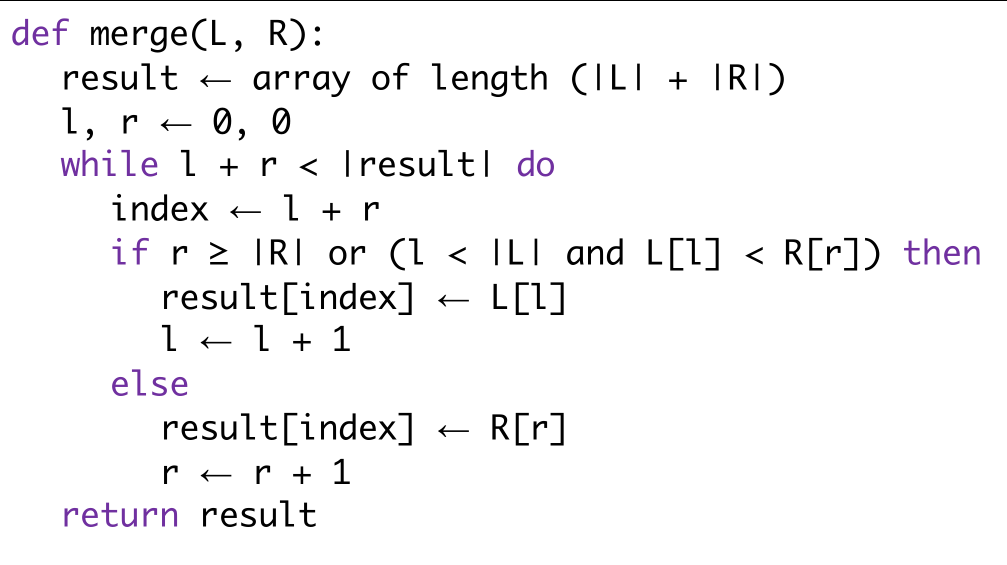 def merge(L, R):
result ← array of length (|L| + |R|)
l, r ← 0, 0
while l + r < |result| do
index ← l + r
if r ≥ |R| or (l < |L| and L[l] < R[r]) then
result[index] ← L[l]
l ← l + 1
else
result[index] ← R[r]
r ← r + 1
return result